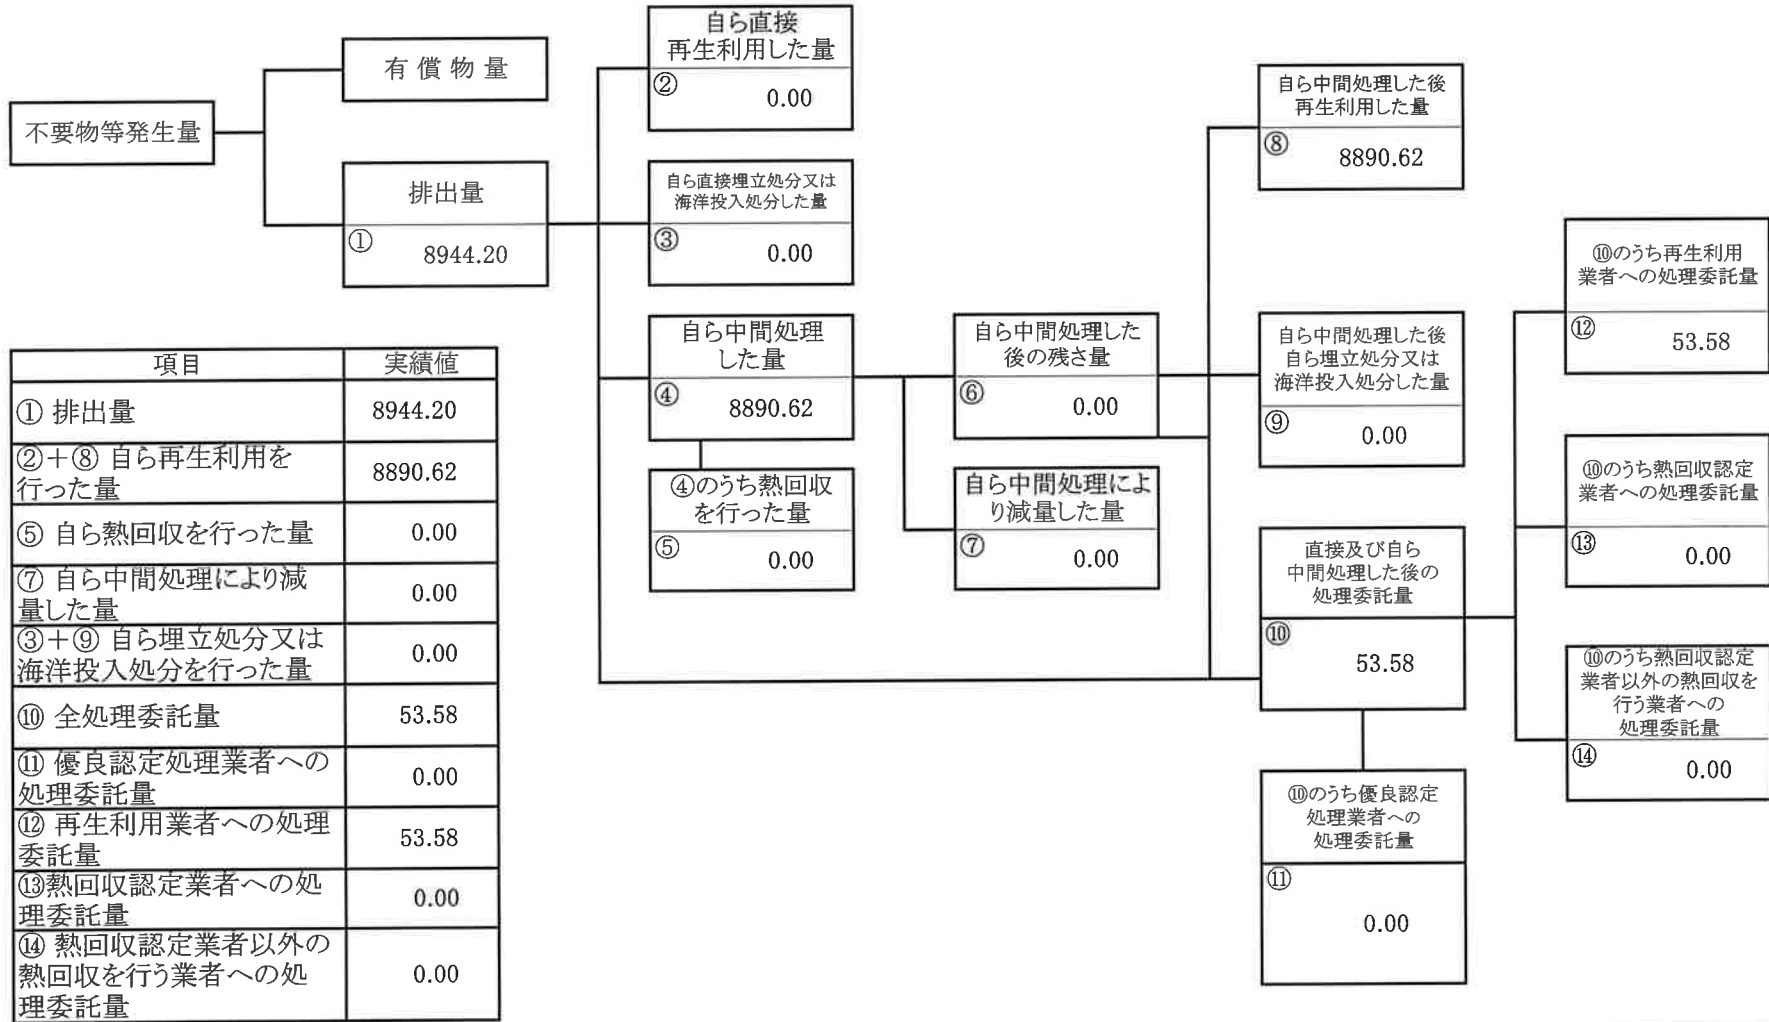 不要物等発生量
有償物量
排出量
①
8944.20
自ら直接
再生利用した量
②
0.00
自ら直接埋立処分又は
海洋投入処分した量
③
0.00
自ら中間処理
した量
④
8890.62
④のうち熱回収
を行った量
⑤
0.00
自ら中間処理した
後の残さ量
⑥
0.00
自ら中間処理によ
り減量した量
⑦
0.00
自ら中間処理した後
再生利用した量
⑧
8890.62
自ら中間処理した後
自ら埋立処分又は
海洋投入処分した量
⑨
0.00
直接及び自ら
中間処理した後の
処理委託量
⑩
53.58
⑩のうち優良認定
処理業者への
処理委託量
⑪
0.00
⑩のうち再生利用
業者への処理委託量
⑫
53.58
⑩のうち熱回収認定
業者への処理委託量
⑬
0.00
⑩のうち熱回収認定
業者以外の熱回収を
行う業者への
処理委託量
⑭
0.00
項目 実績値
① 排出量 8944.20
②+⑧ 自ら再生利用を
行った量 8890.62
⑤ 自ら熱回収を行った量 0.00
⑦ 自ら中間処理により減
量した量 0.00
③+⑨ 自ら埋立処分又は
海洋投入処分を行った量 0.00
⑩ 全処理委託量 53.58
⑪ 優良認定処理業者への
処理委託量 0.00
⑫ 再生利用業者への処理
委託量 53.58
⑬熱回収認定業者への処
理委託量 0.00
⑭ 熱回収認定業者以外の
熱回収を行う業者への処
理委託量 0.00